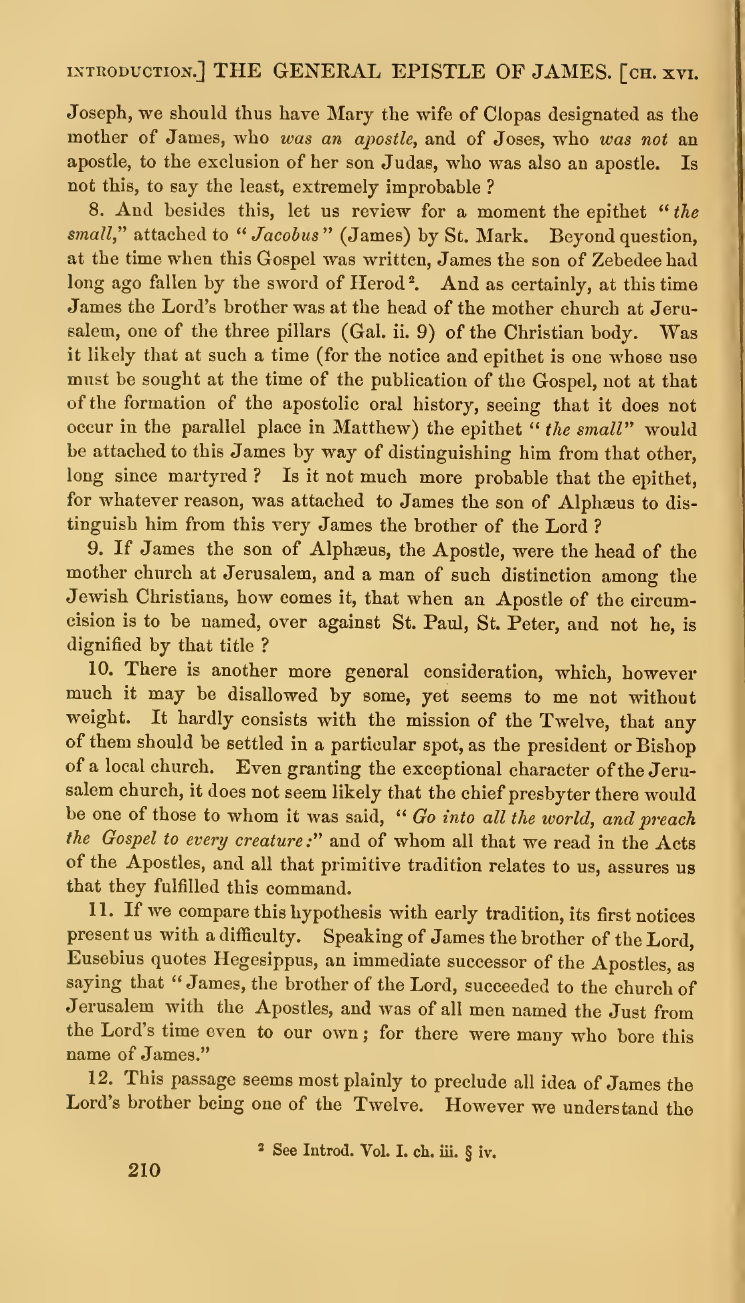 INTRODUCTION.] THE GENERAL EPISTLE OF JAMES. [CH. XVI.
Joseph, we should thus have Mary the wife of Clopas designated as the
mother of James, who was an apostle, and of Joses, who was not an
apostle, to the exclusion of her son Judas, who was also an apostle. Is
not this, to say the least, extremely improbable ?
8. And besides this, let us review for a moment the epithet “ the
small,” attached to “ Jacobus ” (James) by St. Mark. Beyond question,
at the time when this Gospel was written, James the son of Zebedee had
long ago fallen by the sword of Herod ². And as certainly, at this time
James the Lord’s brother was at the head of the mother church at Jeru-
salem, one of the three pillars (Gal. ii. 9) of the Christian body. Was
it likely that at such a time (for the notice and epithet is one whose use
must be sought at the time of the publication of the Gospel, not at that
of the formation of the apostolic oral history, seeing that it does not
occur in the parallel place in Matthew) the epithet “ the small” would
be attached to this James by way of distinguishing him from that other,
long since martyred ? Is it not much more probable that the epithet,
for whatever reason, was attached to James the son of Alphæus to dis-
tinguish him from this very James the brother of the Lord ?
9. If James the son of Alphæus, the Apostle, were the head of the
mother church at Jerusalem, and a man of such distinction among the
Jewish Christians, how comes it, that when an Apostle of the circum-
cision is to be named, over against St. Paul, St. Peter, and not he, is
dignified by that title ?
10. There is another more general consideration, which, however
much it may be disallowed by some, yet seems to me not without
weight. It hardly consists with the mission of the Twelve, that any
of them should be settled in a particular spot, as the president or Bishop
of a local church. Even granting the exceptional character of the Jeru-
salem church, it does not seem likely that the chief presbyter there would
be one of those to whom it was said, “ Go into all the world, and preach
the Gospel to every creature:” and of whom all that we read in the Acts
of the Apostles, and all that primitive tradition relates to us, assures us
that they fulfilled this command.
11. If we compare this hypothesis with early tradition, its first notices
present us with a difficulty. Speaking of James the brother of the Lord,
Eusebius quotes Hegesippus, an immediate successor of the Apostles, as
saying that “ James, the brother of the Lord, succeeded to the church of
Jerusalem with the Apostles, and was of all men named the Just from
the Lord’s time even to our own ; for there were many who bore this
name of James.”
12. This passage seems most plainly to preclude all idea of James the
Lord’s brother being one of the Twelve. However we understand the
² See Introd. Vol. I. ch. iii. § iv.
210